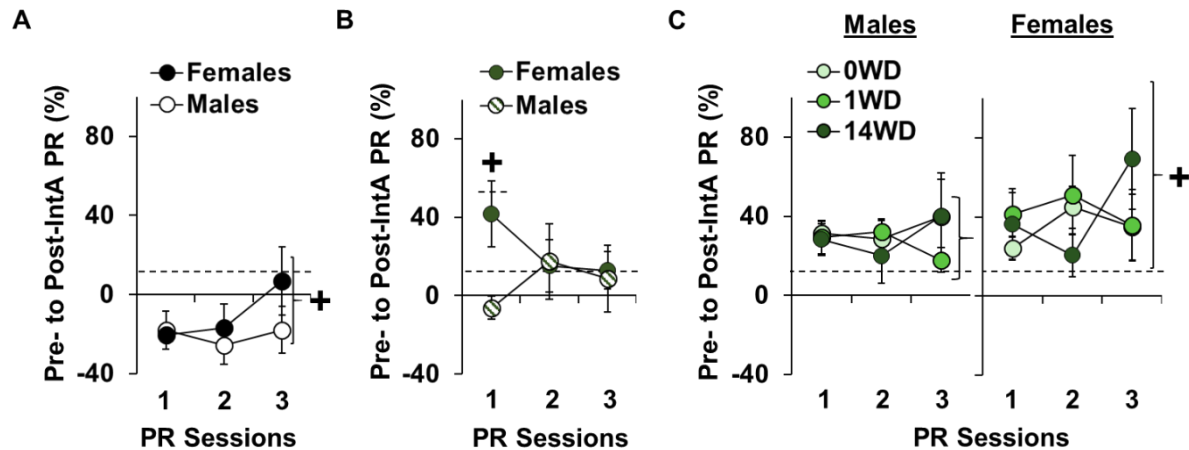 A
Females
Males
Pre- to Post-IntA PR (%)
80
40
0
-40
+
1 2 3
PR Sessions
B
Females
Males
Pre- to Post-IntA PR (%)
80
40
0
-40
+
1 2 3
PR Sessions
C
Males Females
0WD
1WD
14WD
Pre- to Post-IntA PR (%)
80
40
0
-40
+
1 2 3 1 2 3
PR Sessions